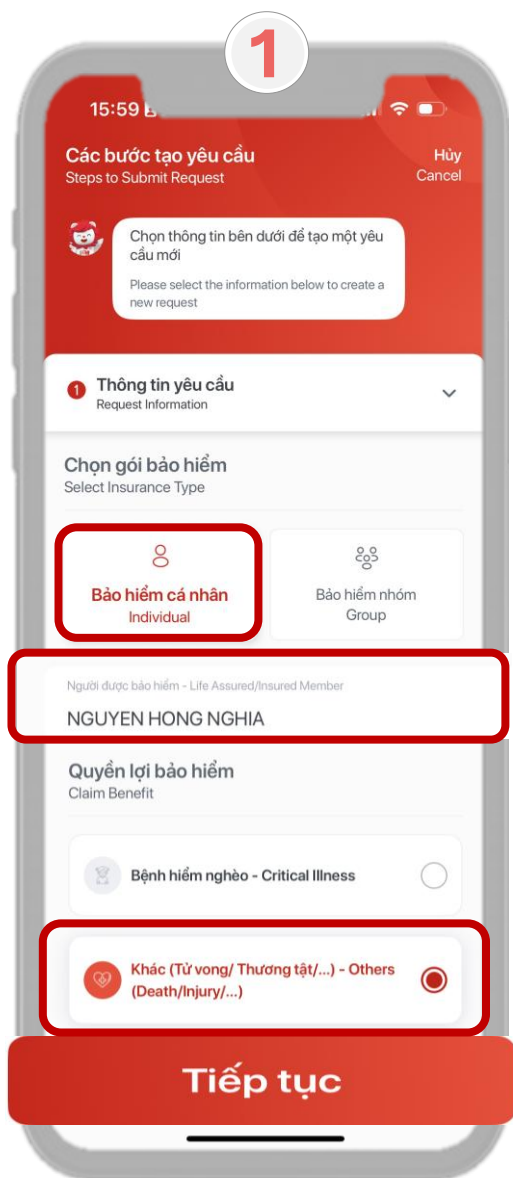 1
15:59
Các bước tạo yêu cầu
Hủy
Steps to Submit Request
Cancel
Chọn thông tin bên dưới để tạo một yêu
cầu mới
Please select the information below to create a
new request
1 Thông tin yêu cầu
Request Information
Chọn gói bảo hiểm
Select Insurance Type
Bảo hiểm cá nhân
Individual
Bảo hiểm nhóm
Group
Người được bảo hiểm - Life Assured/Insured Member
NGUYEN HONG NGHIA
Quyền lợi bảo hiểm
Claim Benefit
Bệnh hiểm nghèo - Critical Illness
Khác (Tử vong/ Thương tật/...) - Others
(Death/Injury/...)
Tiếp tục